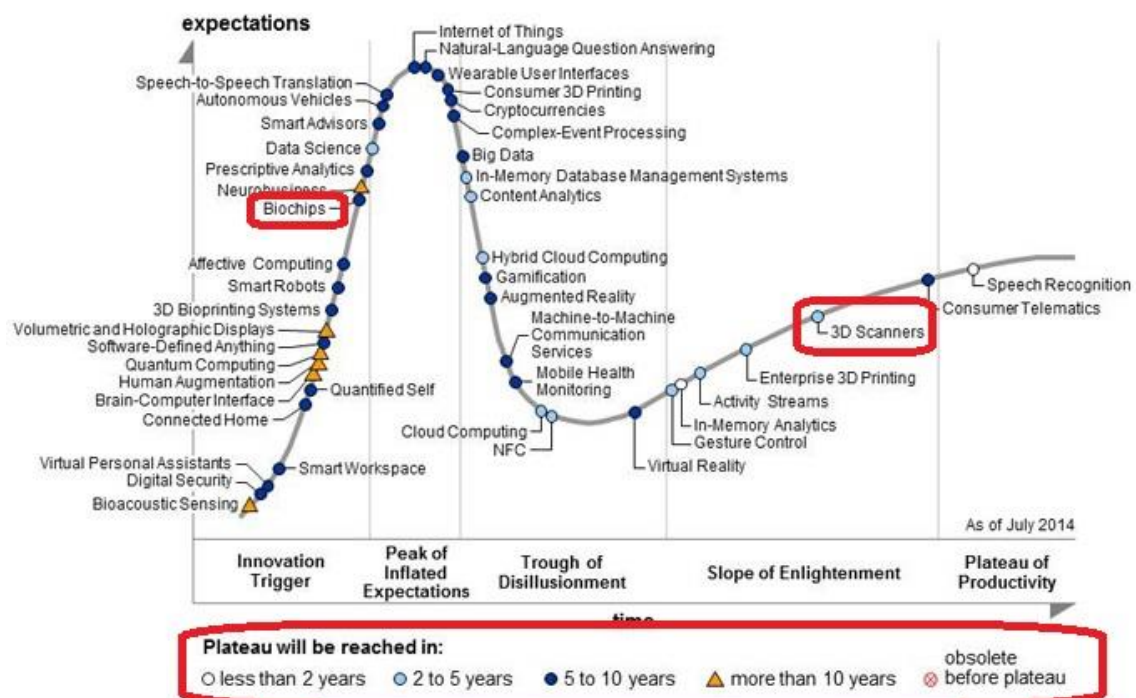 expectations
Internet of Things
Natural-Language Question Answering
Wearable User Interfaces
Speech-to-Speech Translation
Consumer 3D Printing
Autonomous Vehicles
Cryptocurrencies
Smart Advisors
Complex-Event Processing
Data Science
Big Data
Prescriptive Analytics
In-Memory Database Management Systems
Neurobusiness
Content Analytics
Biochips
Hybrid Cloud Computing
Affective Computing
Gamification
Smart Robots
Augmented Reality
Speech Recognition
3D Bioprinting Systems
Consumer Telematics
Machine-to-Machine
Communication
Services
Volumetric and Holographic Displays
3D Scanners
Software-Defined Anything
Quantum Computing
Mobile Health
Monitoring
Enterprise 3D Printing
Human Augmentation
Quantified Self
Brain-Computer Interface
Activity Streams
Connected Home
In-Memory Analytics
Cloud Computing
Gesture Control
NFC
Virtual Reality
Virtual Personal Assistants
Smart Workspace
Digital Security
Bioacoustic Sensing
As of July 2014
Innovation
Trigger
Peak of
Inflated
Expectations
Trough of
Disillusionment
Slope of Enlightenment
Plateau of
Productivity
time
Plateau will be reached in:
less than 2 years
2 to 5 years
5 to 10 years
more than 10 years
obsolete
before plateau